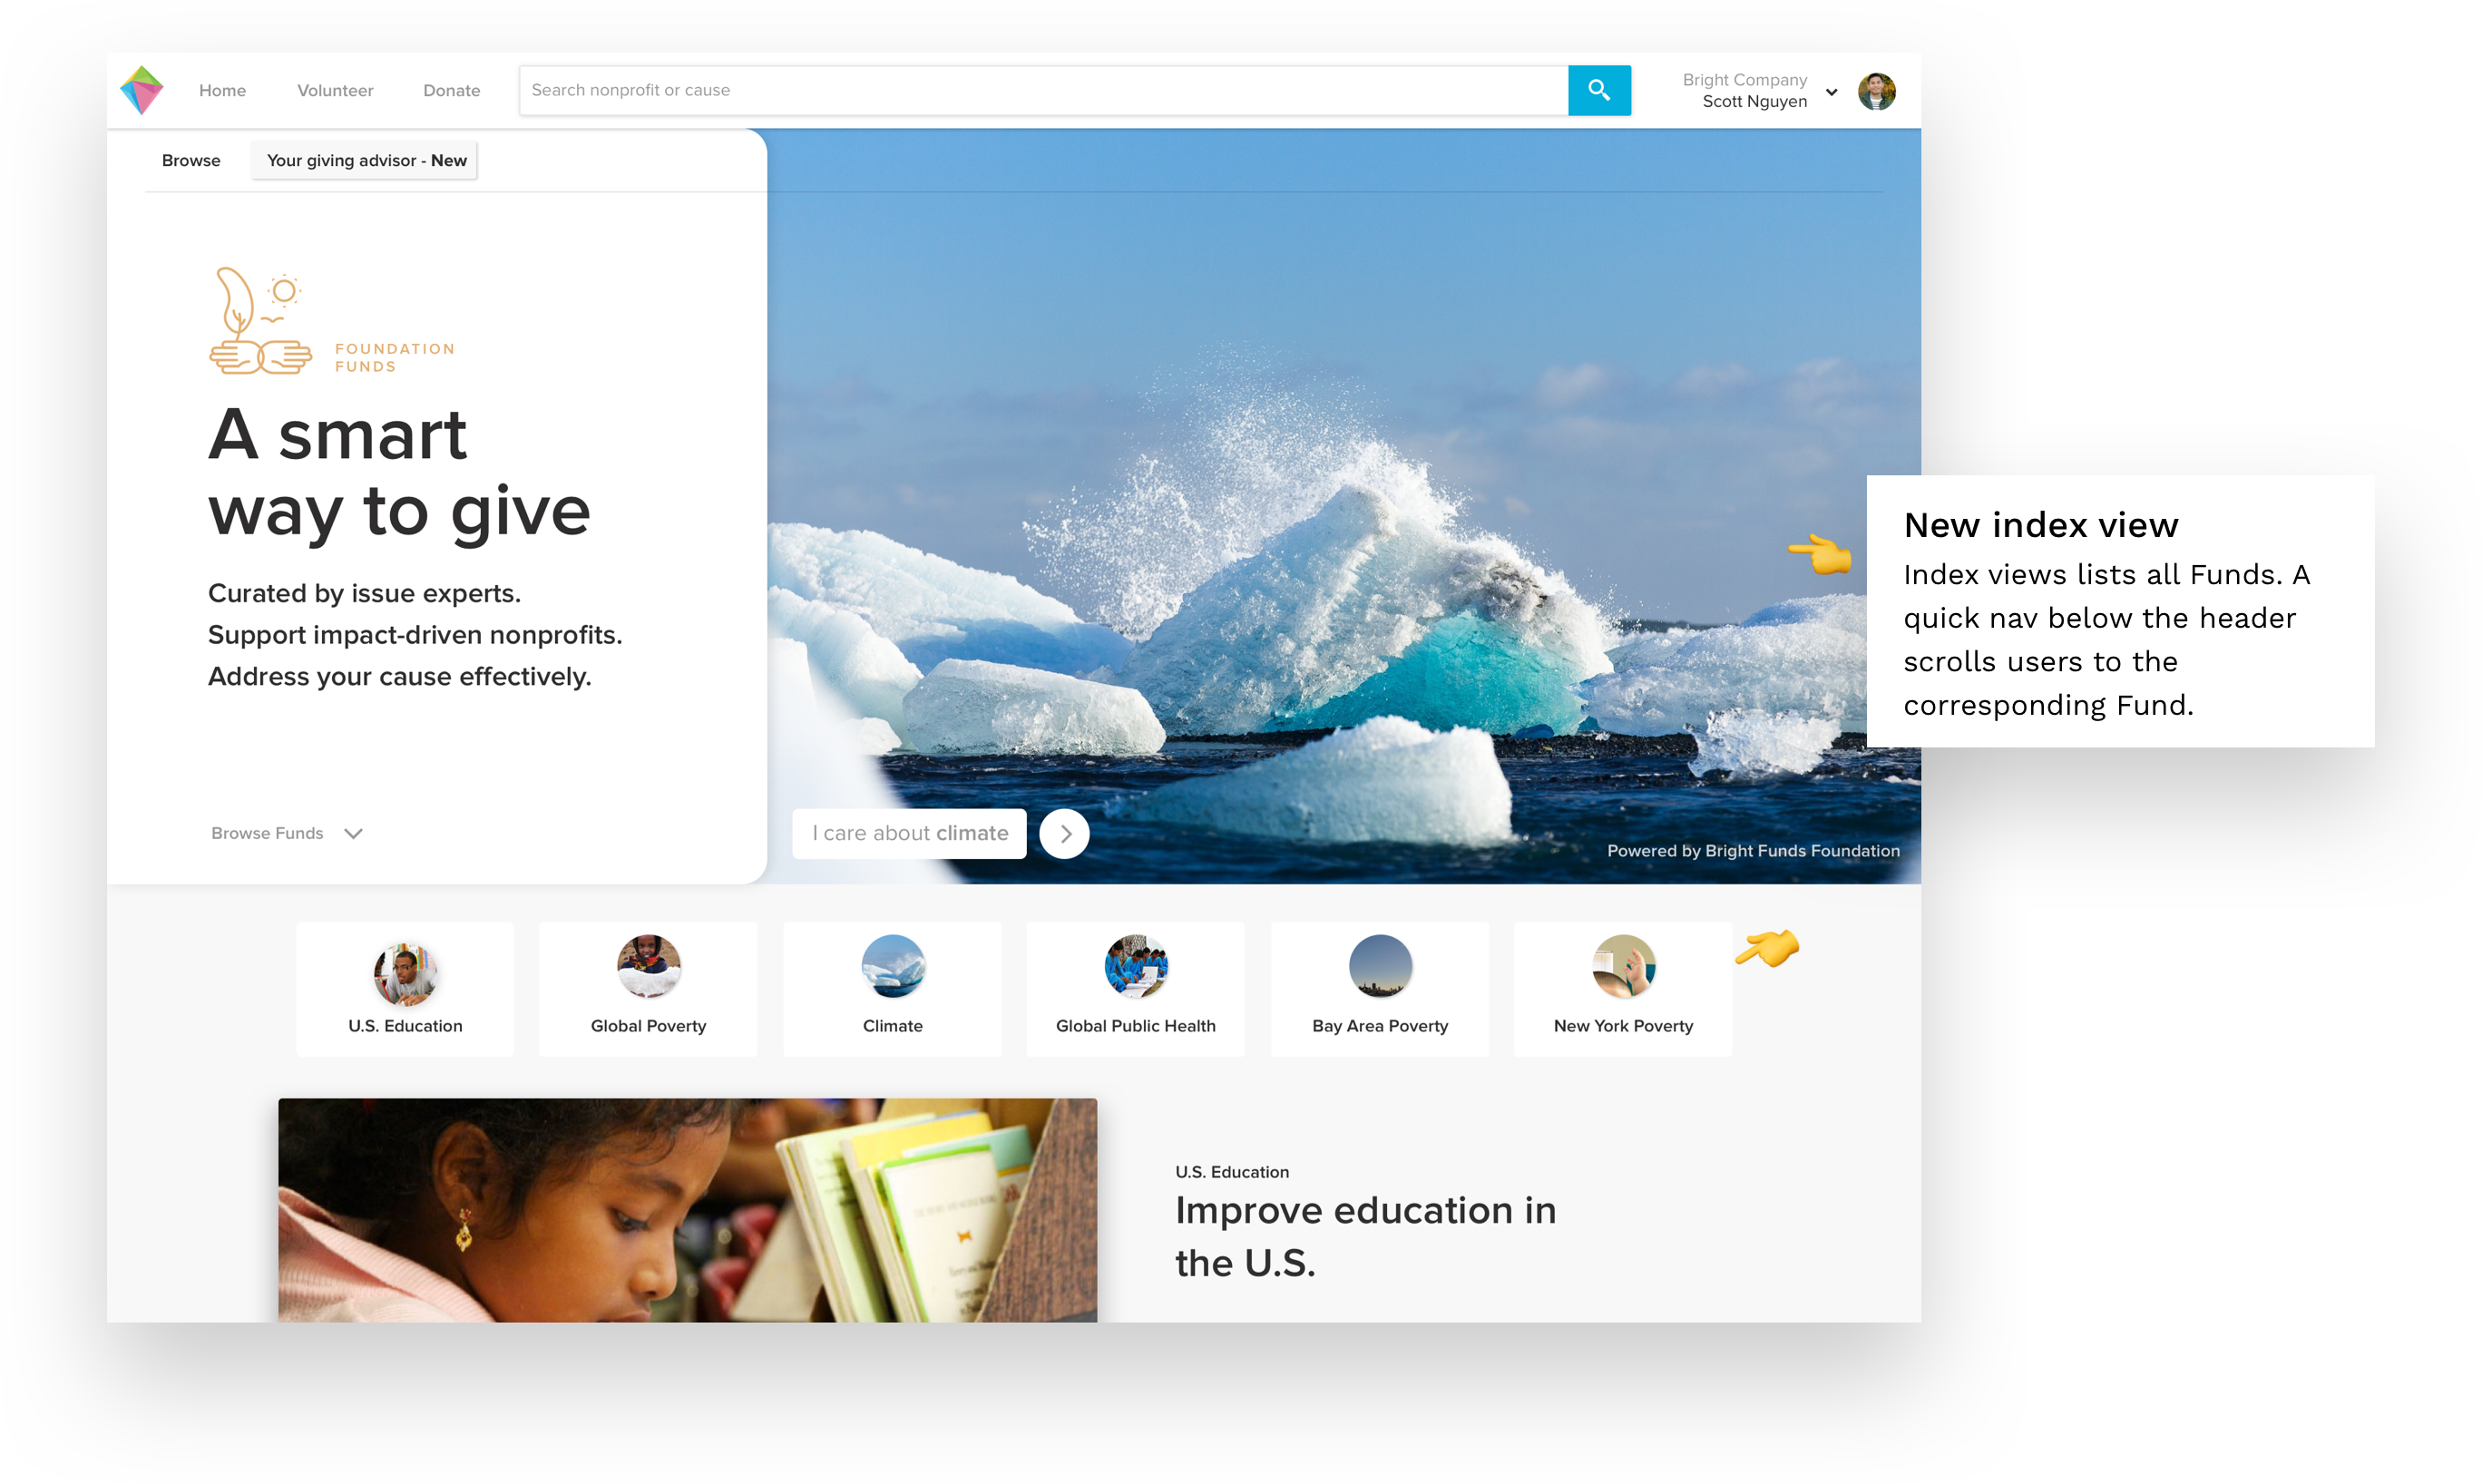 Home
Volunteer
Donate
Search nonprofit or cause
Bright Company
Scott Nguyen
Browse
Your giving advisor - New
FOUNDATION
FUNDS
A smart
way to give
Curated by issue experts.
Support impact-driven nonprofits.
Address your cause effectively.
Browse Funds
I care about climate
Powered by Bright Funds Foundation
New index view
Index views lists all Funds. A
quick nav below the header
scrolls users to the
corresponding Fund.
U.S. Education
Global Poverty
Climate
Global Public Health
Bay Area Poverty
New York Poverty
U.S. Education
Improve education in
the U.S.